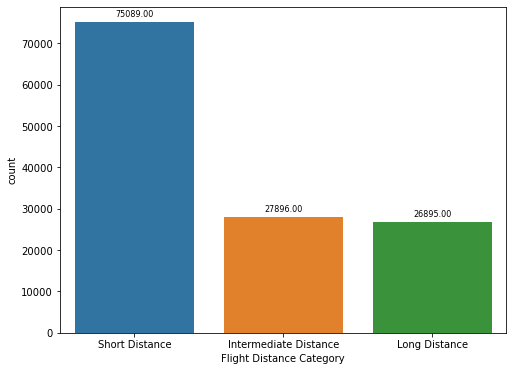 75089.00
70000
60000
50000
40000
30000
20000
10000
0
count
27896.00
26895.00
Short Distance
Intermediate Distance
Long Distance
Flight Distance Category